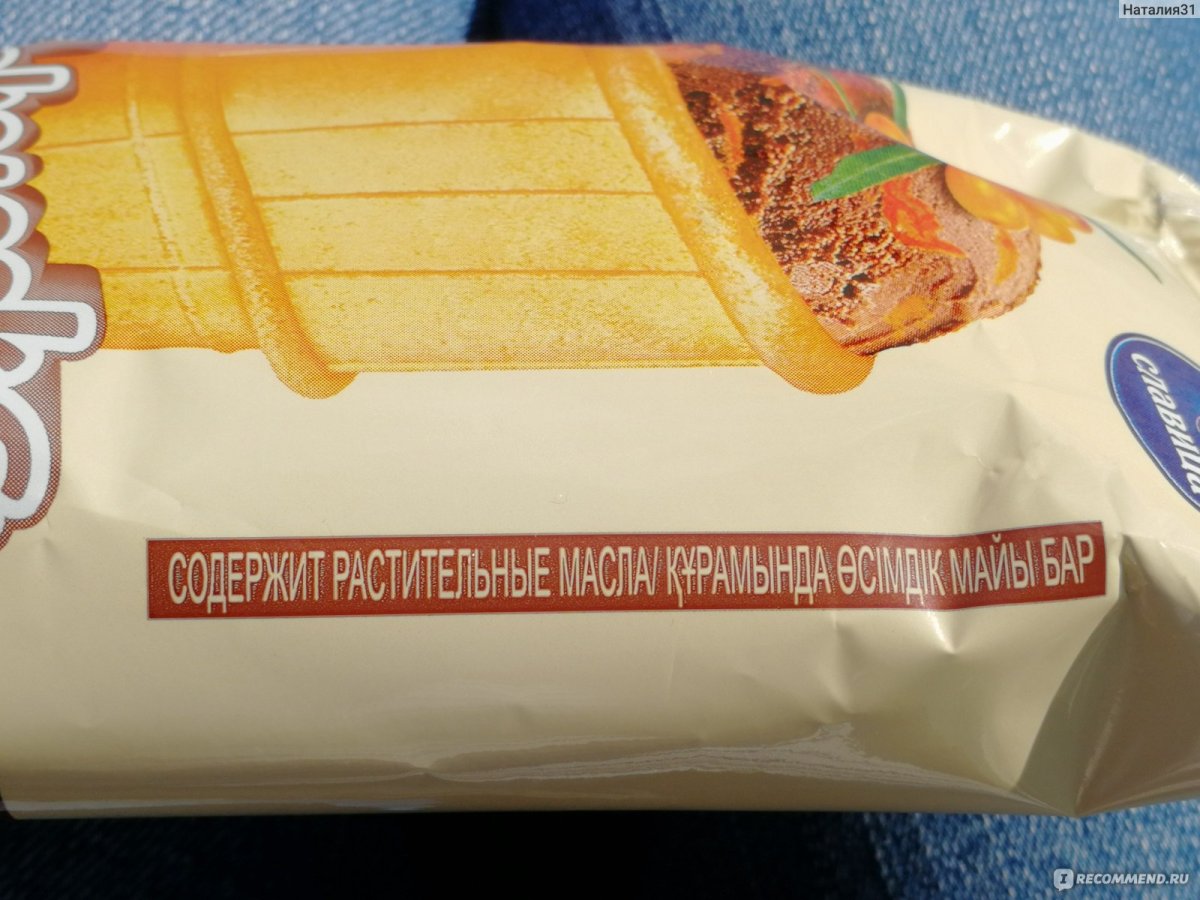 Наталия31
славица
СОДЕРЖИТ РАСТИТЕЛЬНЫЕ МАСЛА/ ҚҰРАМЫНДА ӨСІМДІК МАЙЫ БАР
I RECOMMEND.RU